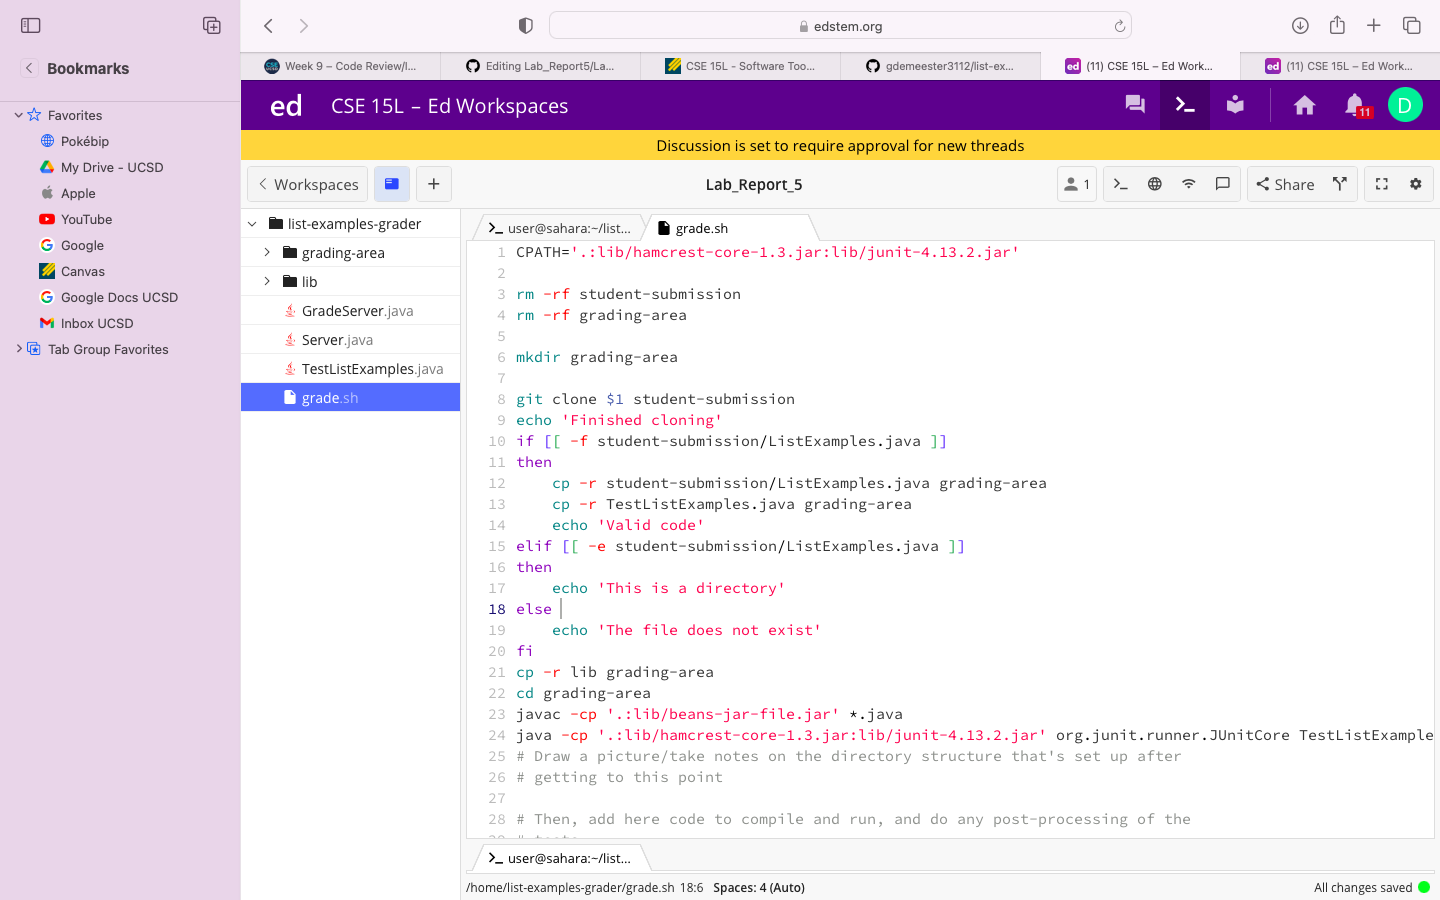 edstem.org
Bookmarks
Favorites
Pokébip
My Drive – UCSD
Apple
YouTube
Google
Canvas
Google Docs UCSD
Inbox UCSD
Tab Group Favorites
Week 9 – Code Review/I...
Editing Lab_Report5/La...
CSE 15L - Software Too...
gdemeester3112/list-ex...
ed (11) CSE 15L – Ed Work...
ed (11) CSE 15L – Ed Work...
ed CSE 15L – Ed Workspaces
11
D
Discussion is set to require approval for new threads
Workspaces
Lab_Report_5
1
Share
list-examples-grader
grading-area
lib
GradeServer.java
Server.java
TestListExamples.java
grade.sh
user@sahara:~/list...
grade.sh
1 CPATH='.:lib/hamcrest-core-1.3.jar:lib/junit-4.13.2.jar'
2
3 rm -rf student-submission
4 rm -rf grading-area
5
6 mkdir grading-area
7
8 git clone $1 student-submission
9 echo 'Finished cloning'
10 if [[ -f student-submission/ListExamples.java ]]
11 then
12     cp -r student-submission/ListExamples.java grading-area
13     cp -r TestListExamples.java grading-area
14     echo 'Valid code'
15 elif [[ -e student-submission/ListExamples.java ]]
16 then
17     echo 'This is a directory'
18 else
19     echo 'The file does not exist'
20 fi
21 cp -r lib grading-area
22 cd grading-area
23 javac -cp '.:lib/beans-jar-file.jar' *.java
24 java -cp '.:lib/hamcrest-core-1.3.jar:lib/junit-4.13.2.jar' org.junit.runner.JUnitCore TestListExample
25 # Draw a picture/take notes on the directory structure that's set up after
26 # getting to this point
27
28 # Then, add here code to compile and run, and do any post-processing of the
user@sahara:~/list...
/home/list-examples-grader/grade.sh 18:6 Spaces: 4 (Auto)
All changes saved